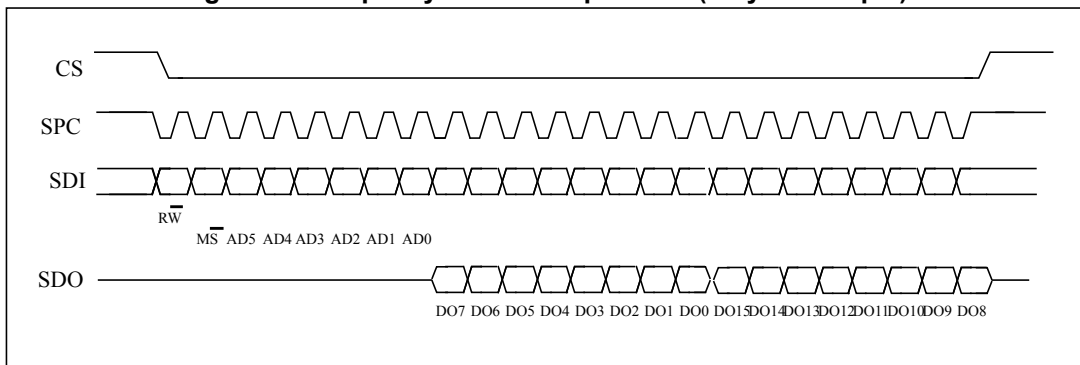 CS
SPC
SDI
RW
MS AD5 AD4 AD3 AD2 AD1 AD0
SDO
DO7 DO6 DO5 DO4 DO3 DO2 DO1 DO0 DO15 DO14 DO13 DO12 DO11 DO10 DO9 DO8